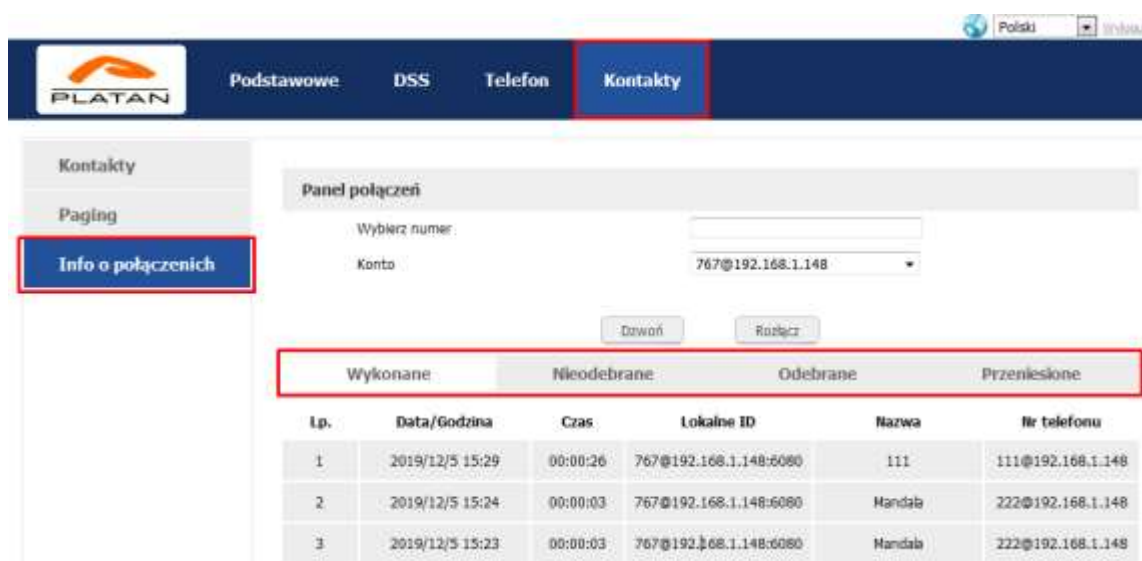 Polski
PLATAN
Podstawowe DSS Telefon Kontakty
Kontakty
Paging
Info o połączenich
Panel połączeń
Wybierz numer
Konto 767@192.168.1.148
Dzwoń Rozłącz
Wykonane Nieodebrane Odebrane Przeniesione
Lp. Data/Godzina Czas Lokalne ID Nazwa Nr telefonu
1 2019/12/5 15:29 00:00:26 767@192.168.1.148:6080 111 111@192.168.1.148
2 2019/12/5 15:24 00:00:03 767@192.168.1.148:6080 Mandala 222@192.168.1.148
3 2019/12/5 15:23 00:00:03 767@192.168.1.148:6080 Mandala 222@192.168.1.148